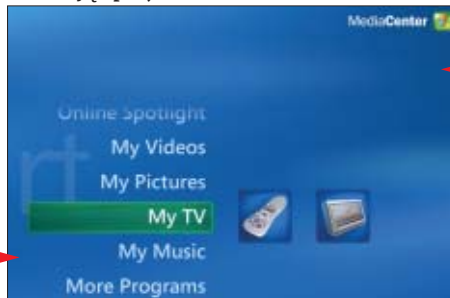 MediaCenter
Online Spotlight
My Videos
My Pictures
My TV
My Music
More Programs